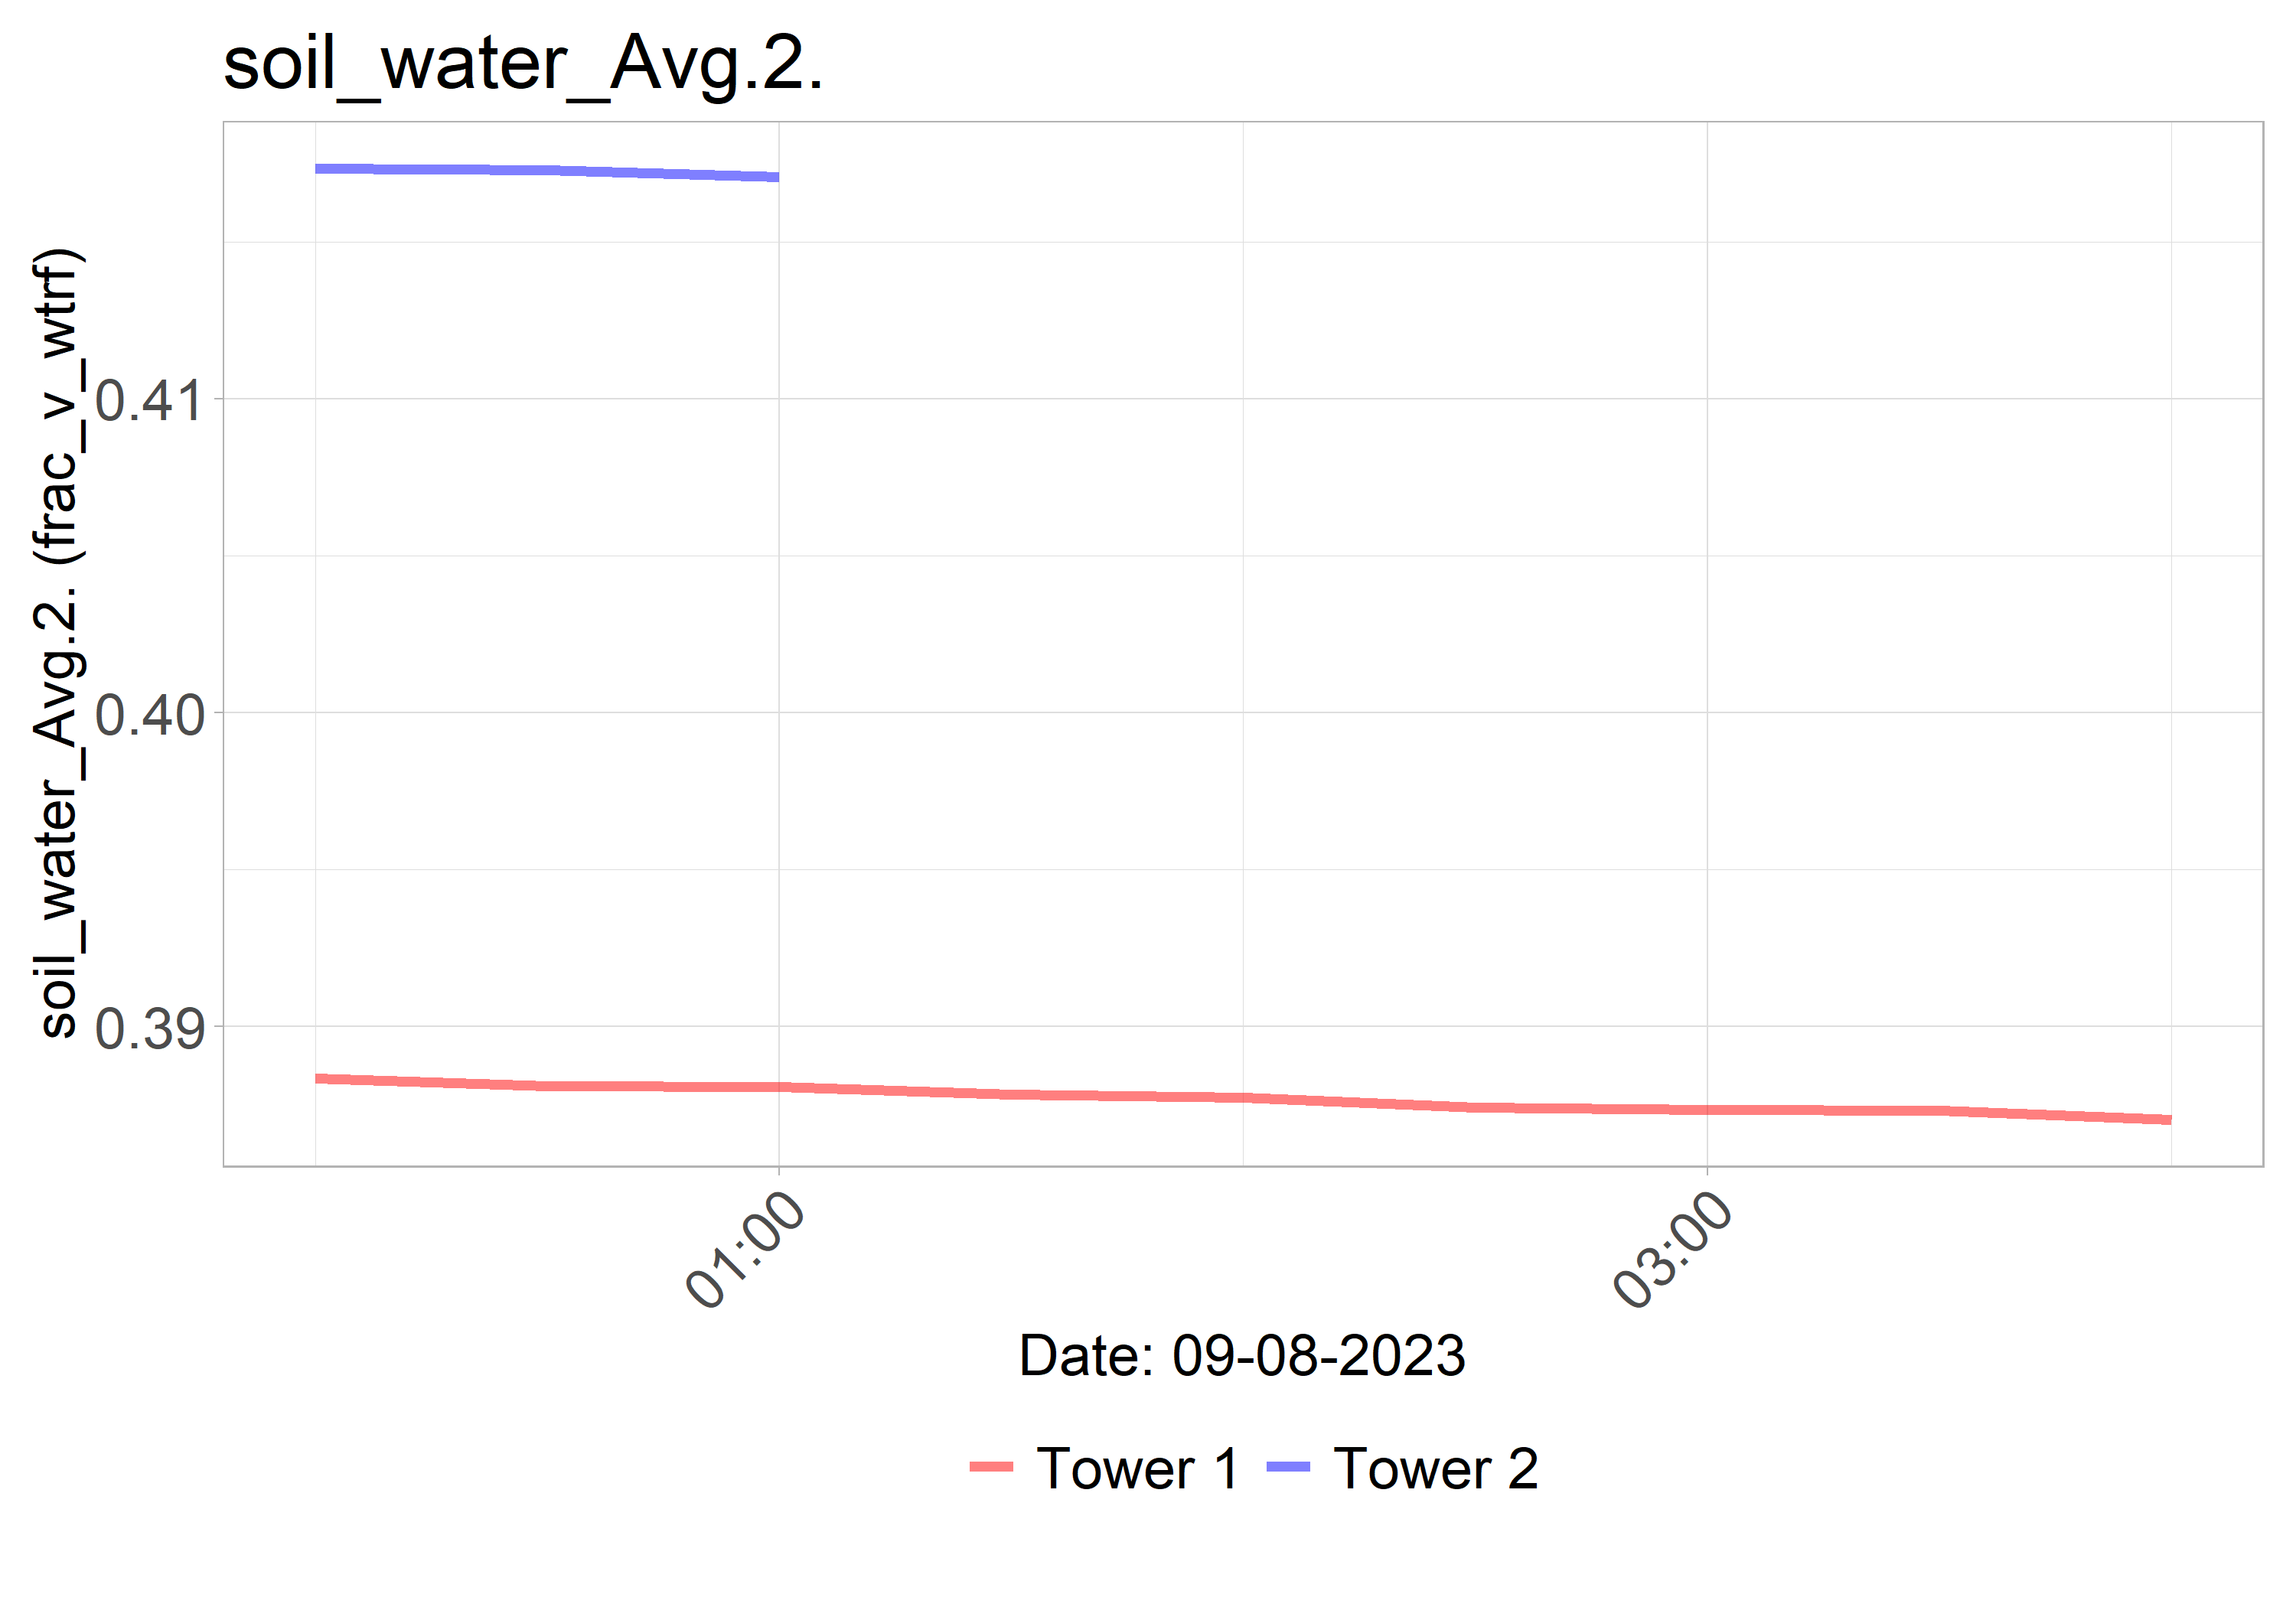 soil_water_Avg.2.
soil_water_Avg.2. (frac_v_wtrf)
0.41
0.40
0.39
01:00
03:00
Date: 09-08-2023
Tower 1
Tower 2